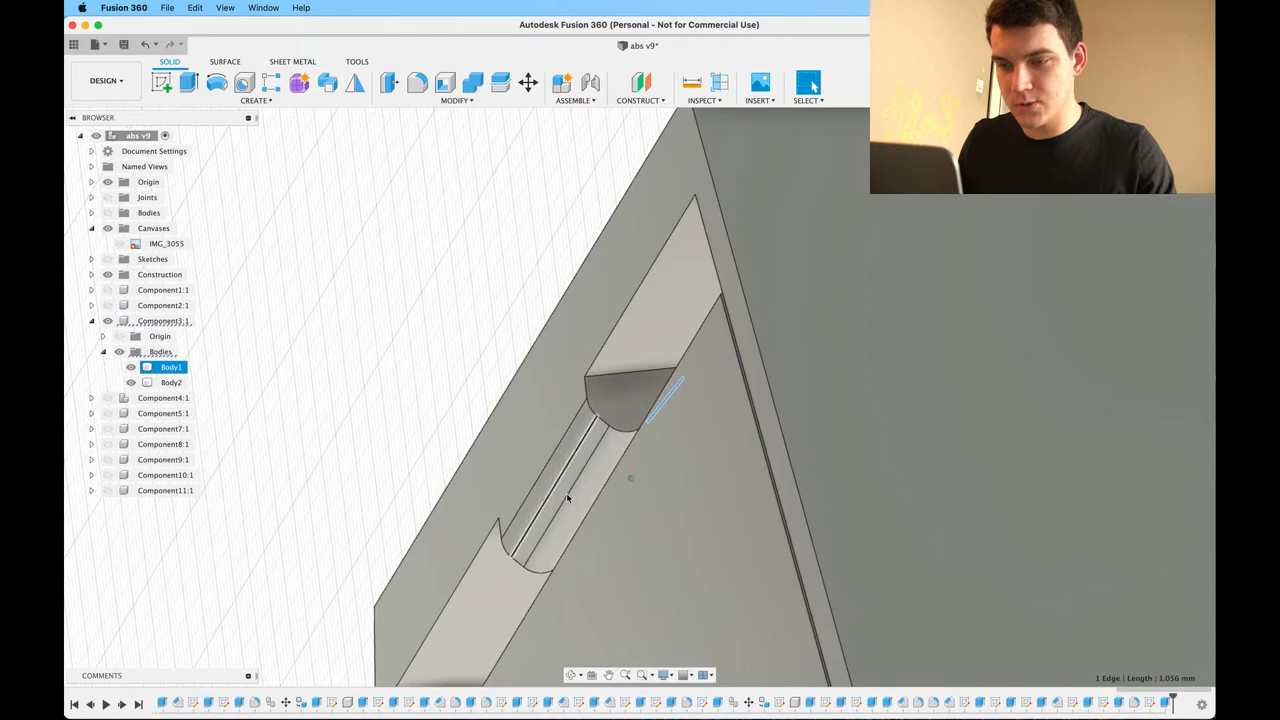 Fusion 360 File Edit View Window Help
Autodesk Fusion 360 (Personal - Not for Commercial Use)
abs v9*
SOLID SURFACE SHEET METAL TOOLS
DESIGN
CREATE MODIFY ASSEMBLE CONSTRUCT INSPECT INSERT SELECT
BROWSER
abs v9
Document Settings
Named Views
Origin
Joints
Bodies
Canvases
IMG_3055
Sketches
Construction
Component1:1
Component2:1
Component3:1
Origin
Bodies
Body1
Body2
Component4:1
Component5:1
Component7:1
Component8:1
Component9:1
Component10:1
Component11:1
COMMENTS
1 Edge | Length : 1.056 mm